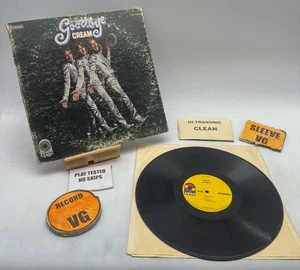 Goodbye
CREAM
ULTRASONIC
CLEAN
SLEEVE
VG
PLAY TESTED
NO SKIPS
RECORD
VG